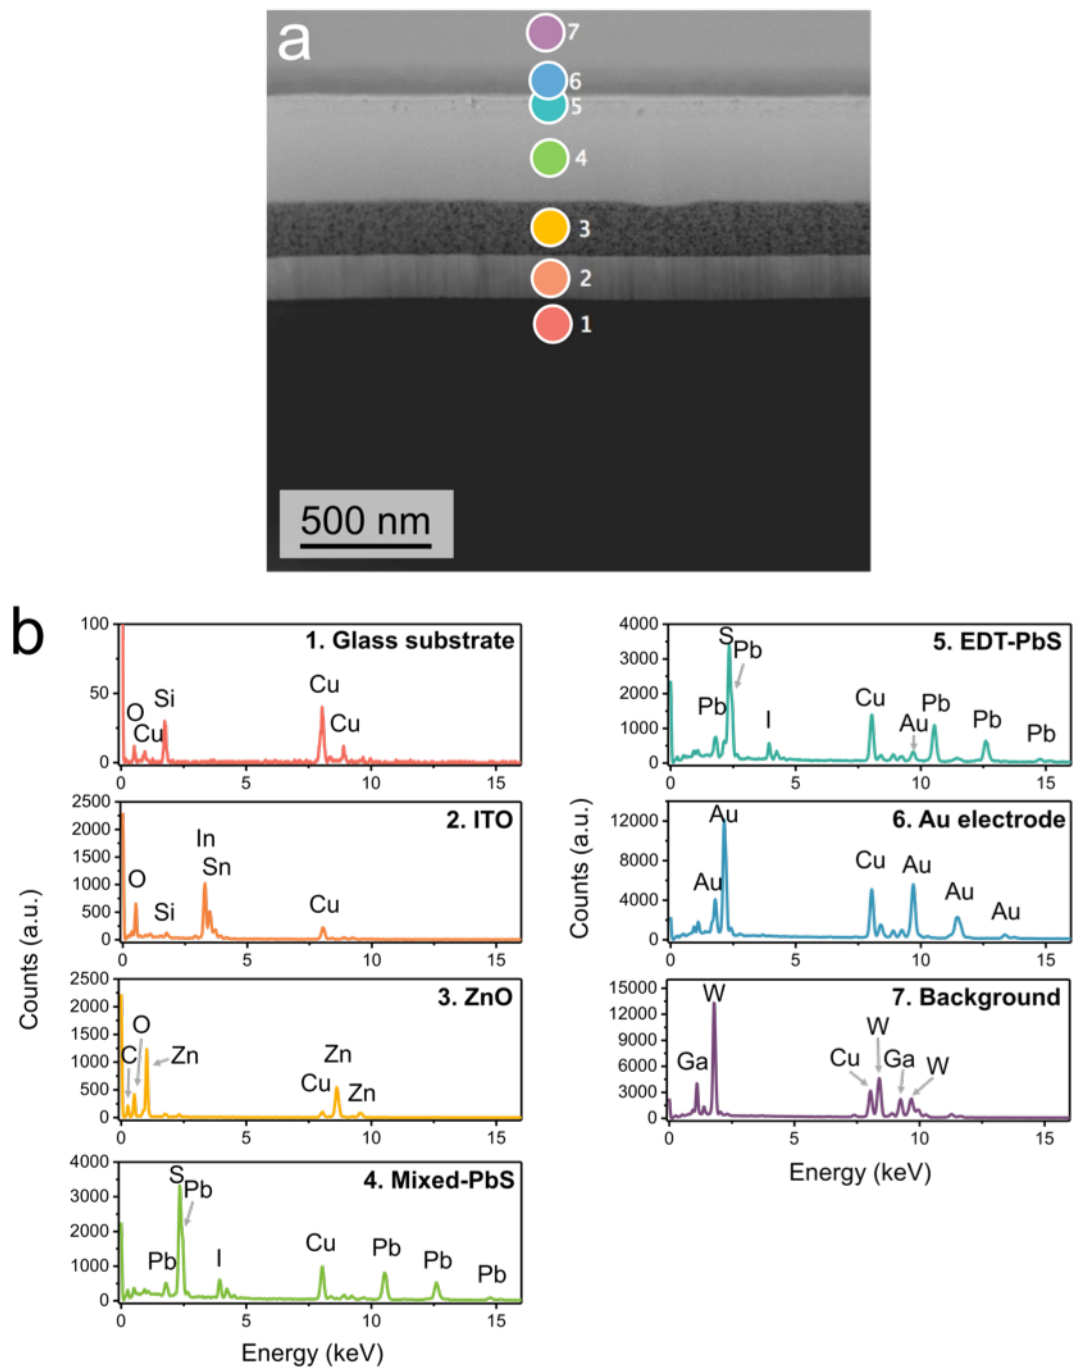 a
7
6
5
4
3
2
1
500 nm
b
1. Glass substrate
100
50
0
O
Cu
Si
Cu
Cu
0
5
10
15
2. ITO
2500
2000
1500
1000
500
0
O
Si
In
Sn
Cu
0
5
10
15
3. ZnO
2500
2000
1500
1000
500
0
C
O
Zn
Cu
Zn
Zn
0
5
10
15
4. Mixed-PbS
4000
3000
2000
1000
0
Pb
S
Pb
I
Cu
Pb
Pb
Pb
0
5
10
15
Counts (a.u.)
Energy (keV)
5. EDT-PbS
4000
3000
2000
1000
0
Pb
S
Pb
I
Cu
Au
Pb
Pb
Pb
0
5
10
15
6. Au electrode
12000
8000
4000
0
Au
Au
Cu
Au
Au
Au
0
5
10
15
7. Background
15000
12000
9000
6000
3000
0
Ga
W
Cu
W
Ga
W
0
5
10
15
Counts (a.u.)
Energy (keV)